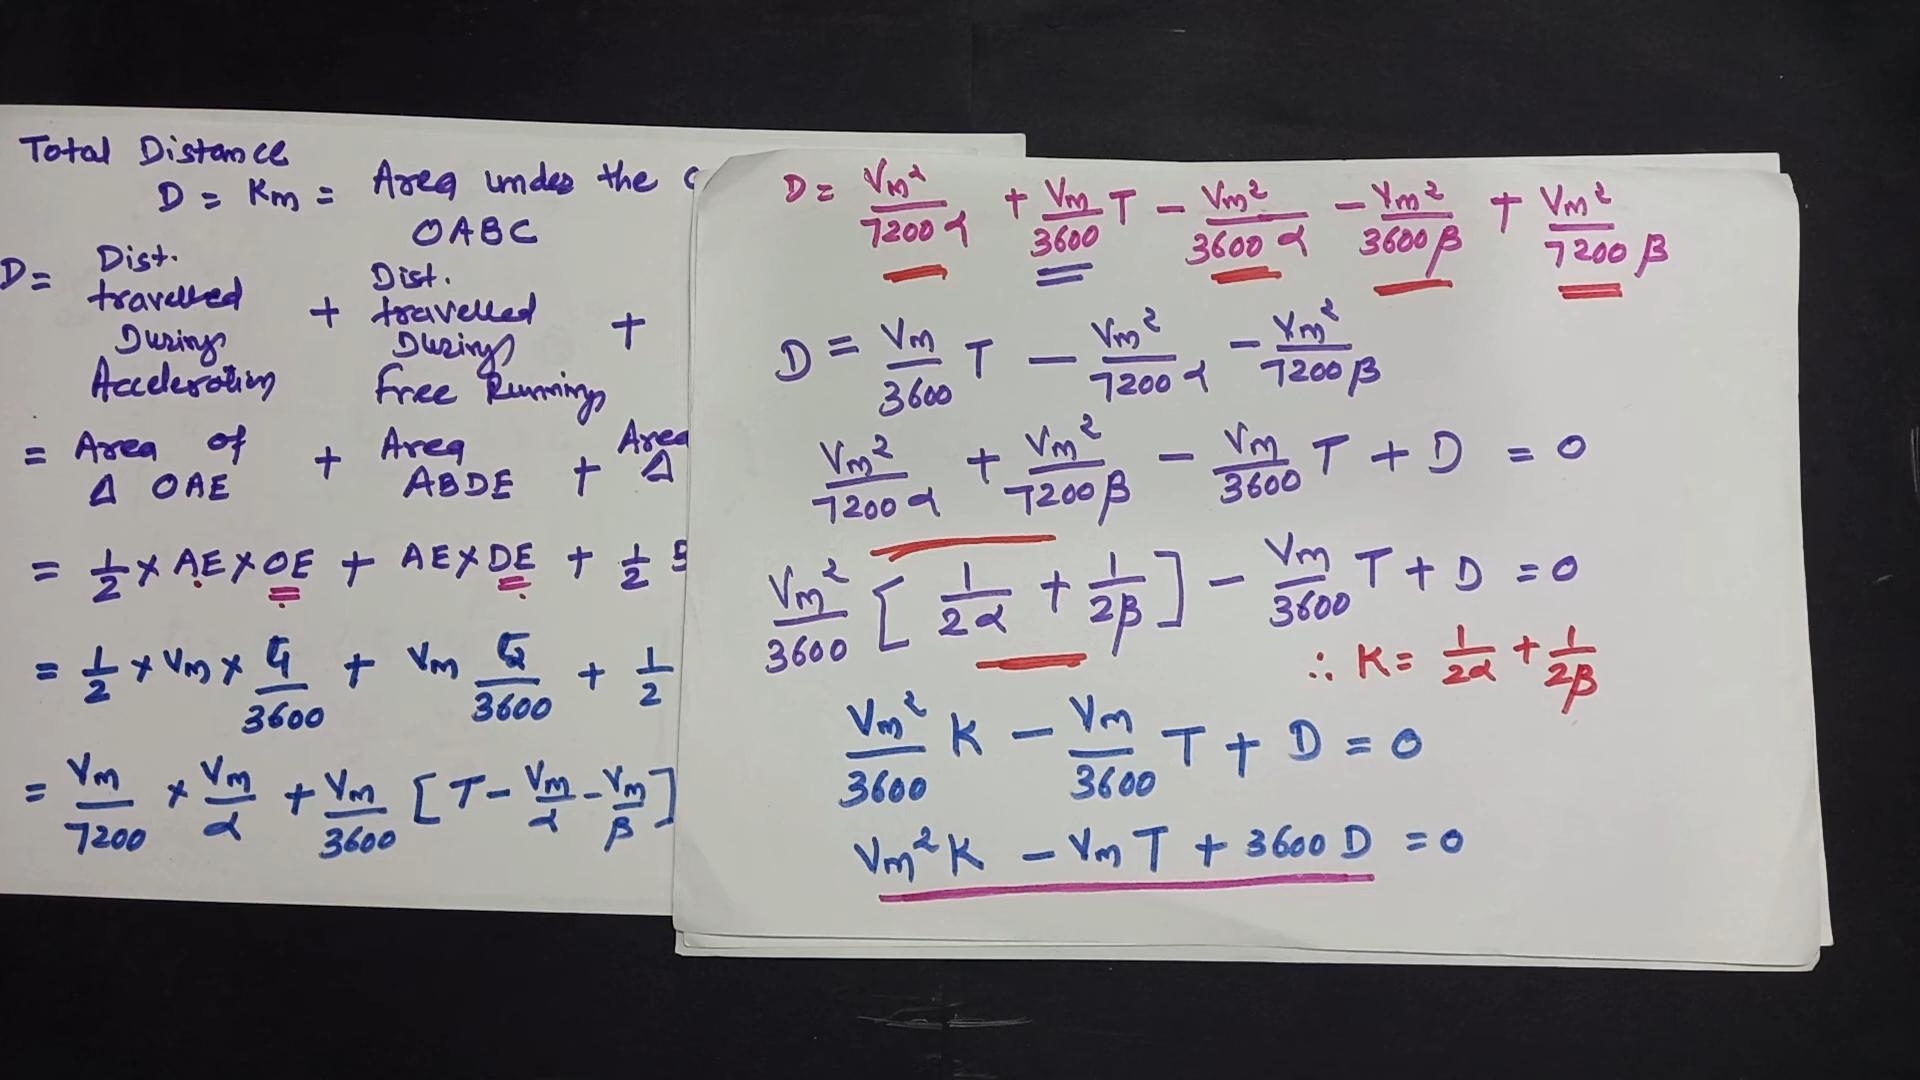 Total Distance
D = Km = Area under the
OABC
D = Dist. travelled During Acceleration + Dist. travelled During Free Running +
= Area of Δ OAE + Area ABDE + Area Δ
= 1/2 × AE × OE + AE × DE + 1/2
= 1/2 × Vm × t₁/3600 + Vm t₂/3600 + 1/2
= Vm/7200 × Vm/α + Vm/3600 [T - Vm/α - Vm/β]
D = Vm²/7200α + Vm/3600 T - Vm²/3600α - Vm²/3600β + Vm²/7200β
D = Vm/3600 T - Vm²/7200α - Vm²/7200β
Vm²/7200α + Vm²/7200β - Vm/3600 T + D = 0
Vm²/3600 [1/2α + 1/2β] - Vm/3600 T + D = 0
∴ K = 1/2α + 1/2β
Vm²/3600 K - Vm/3600 T + D = 0
Vm²K - VmT + 3600 D = 0